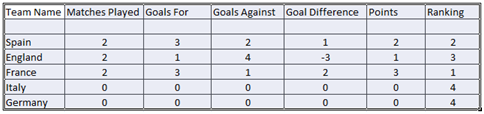 Team Name Matches Played Goals For Goals Against Goal Difference Points Ranking
Spain 2 3 2 1 2 2
England 2 1 4 -3 1 3
France 2 3 1 2 3 1
Italy 0 0 0 0 0 4
Germany 0 0 0 0 0 4